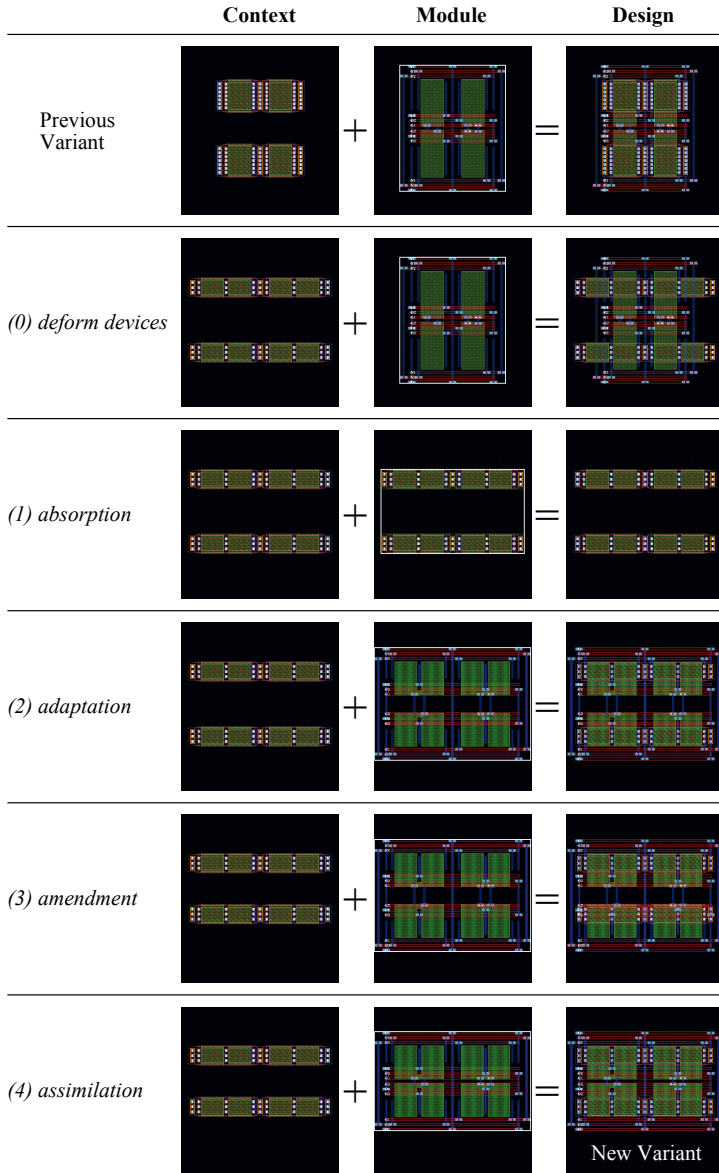 Context Module Design
Previous
Variant
+ =
(0) deform devices + =
(1) absorption + =
(2) adaptation + =
(3) amendment + =
(4) assimilation + =
New Variant